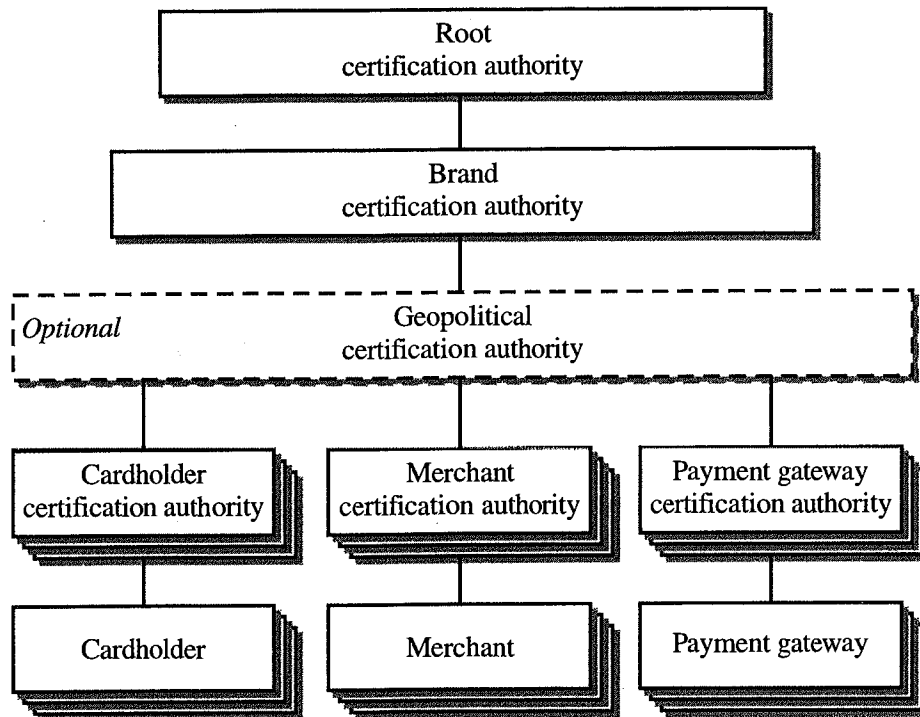 Root
certification authority
Brand
certification authority
Optional
Geopolitical
certification authority
Cardholder
certification authority
Merchant
certification authority
Payment gateway
certification authority
Cardholder
Merchant
Payment gateway